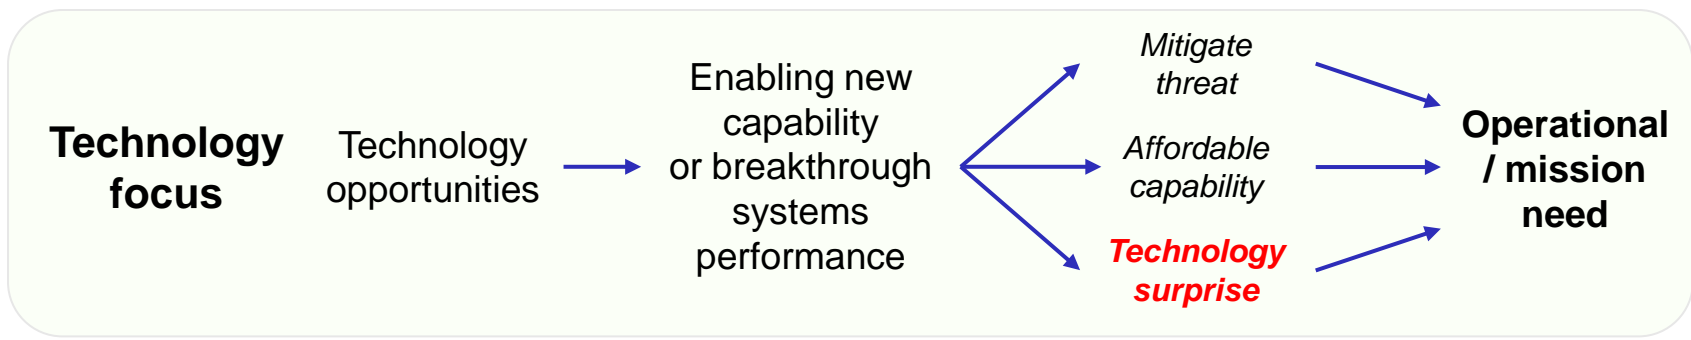 Technology
focus
Technology
opportunities
Enabling new
capability
or breakthrough
systems
performance
Mitigate
threat
Affordable
capability
Technology
surprise
Operational
/ mission
need